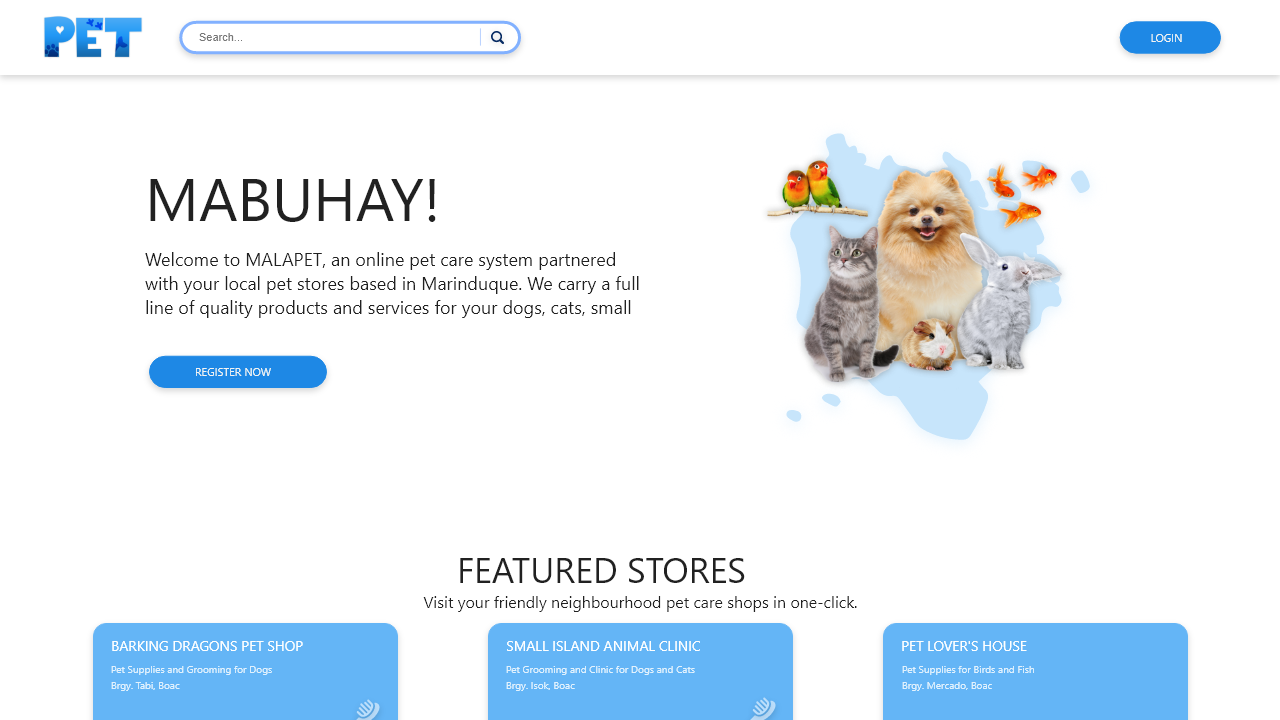 PET
Search...
LOGIN
MABUHAY!
Welcome to MALAPET, an online pet care system partnered
with your local pet stores based in Marinduque. We carry a full
line of quality products and services for your dogs, cats, small
REGISTER NOW
FEATURED STORES
Visit your friendly neighbourhood pet care shops in one-click.
BARKING DRAGONS PET SHOP
Pet Supplies and Grooming for Dogs
Brgy. Tabi, Boac
SMALL ISLAND ANIMAL CLINIC
Pet Grooming and Clinic for Dogs and Cats
Brgy. Isok, Boac
PET LOVER'S HOUSE
Pet Supplies for Birds and Fish
Brgy. Mercado, Boac